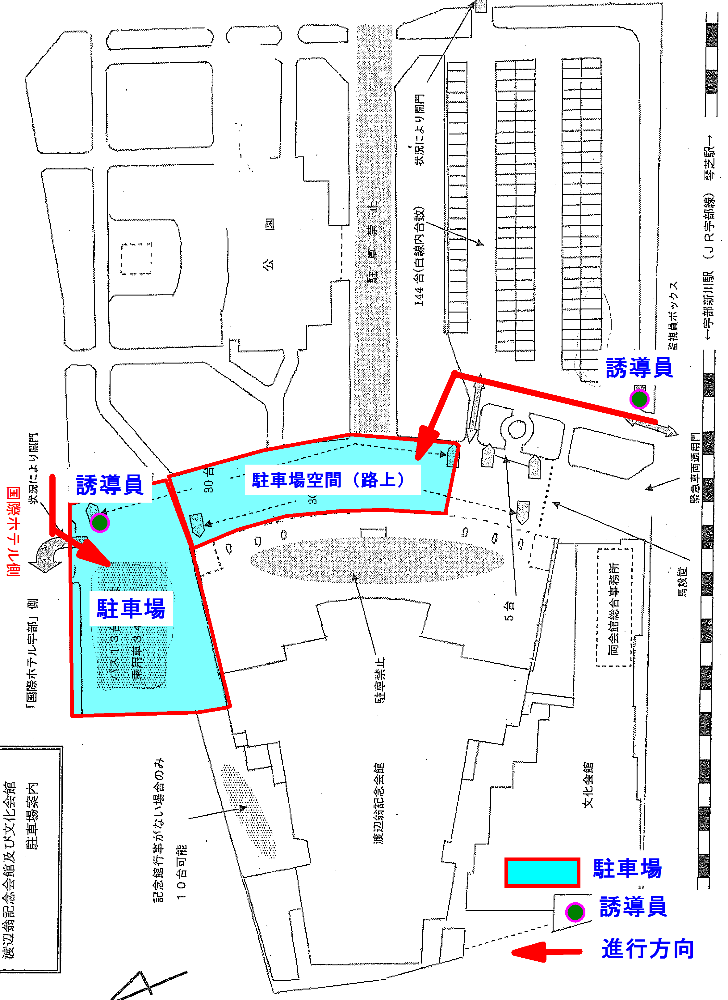 渡辺翁記念会館及び文化会館
駐車場案内
「国際ホテル宇部」側
状況により開門
国際ホテル側
誘導員
駐車場
バス13台
乗用車34
30台
駐車場空間（路上）
30
公園
駐車禁止
状況により開門
144台(白線内台数)
誘導員
監視員ボックス
←宇部新川駅 （JR宇部線） 琴芝駅→
緊急車両通用門
馬設置
5台
両会館総合事務所
駐車禁止
記念館行事がない場合のみ
10台可能
渡辺翁記念会館
文化会館
駐車場
誘導員
進行方向